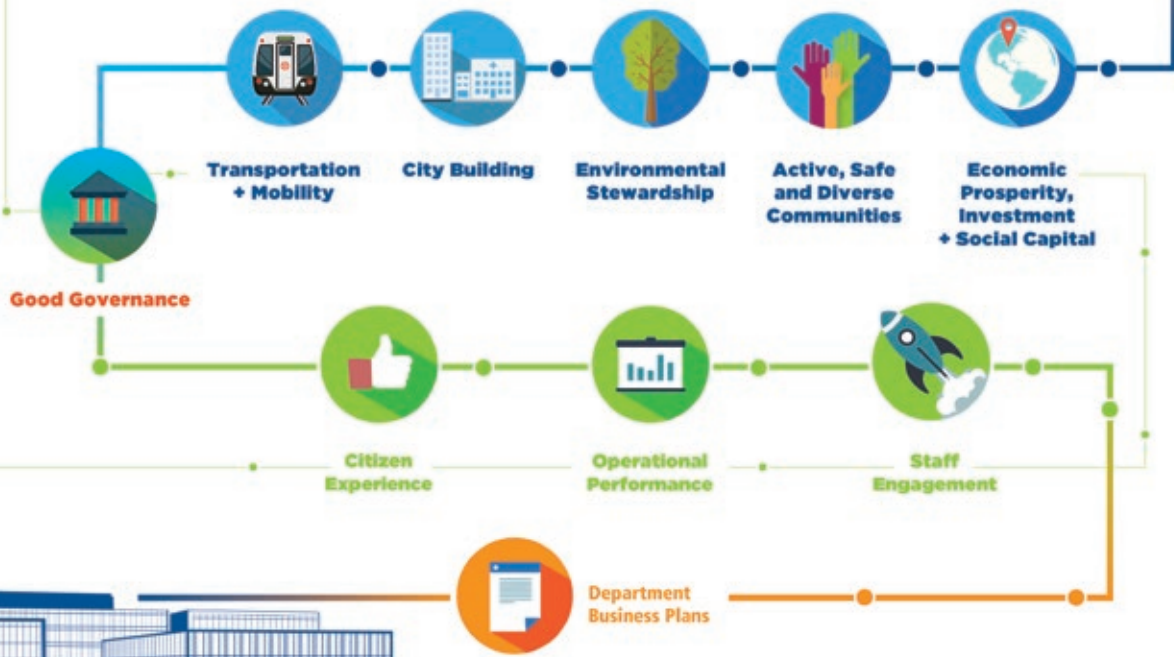 Transportation
+ Mobility
City Building
Environmental
Stewardship
Active, Safe
and Diverse
Communities
Economic
Prosperity,
Investment
+ Social Capital
Good Governance
Citizen
Experience
Operational
Performance
Staff
Engagement
Department
Business Plans